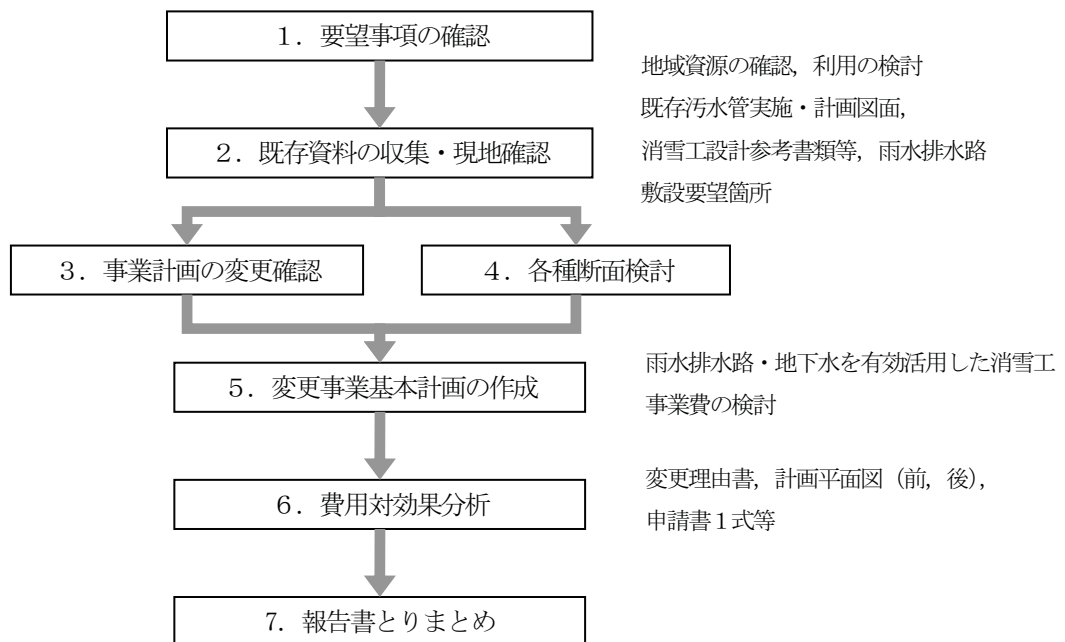 1．要望事項の確認
地域資源の確認，利用の検討
既存汚水管実施・計画図面，
消雪工設計参考書類等，雨水排水路
敷設要望箇所
2．既存資料の収集・現地確認
3．事業計画の変更確認
4．各種断面検討
5．変更事業基本計画の作成
雨水排水路・地下水を有効活用した消雪工
事業費の検討
6．費用対効果分析
変更理由書，計画平面図（前，後），
申請書１式等
7．報告書とりまとめ